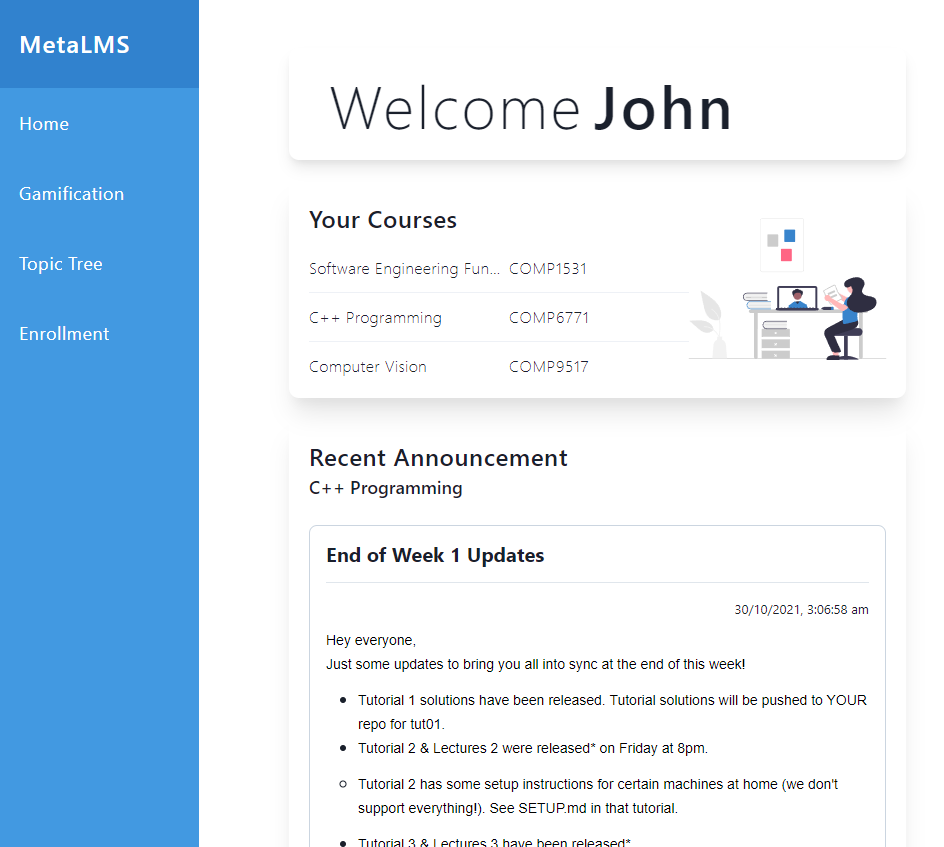 MetaLMS
Home
Gamification
Topic Tree
Enrollment
Welcome John
Your Courses
Software Engineering Fun... COMP1531
C++ Programming COMP6771
Computer Vision COMP9517
Recent Announcement
C++ Programming
End of Week 1 Updates
30/10/2021, 3:06:58 am
Hey everyone,
Just some updates to bring you all into sync at the end of this week!
Tutorial 1 solutions have been released. Tutorial solutions will be pushed to YOUR
repo for tut01.
Tutorial 2 & Lectures 2 were released* on Friday at 8pm.
Tutorial 2 has some setup instructions for certain machines at home (we don't
support everything!). See SETUP.md in that tutorial.
Tutorial 3 & Lectures 3 have been released*